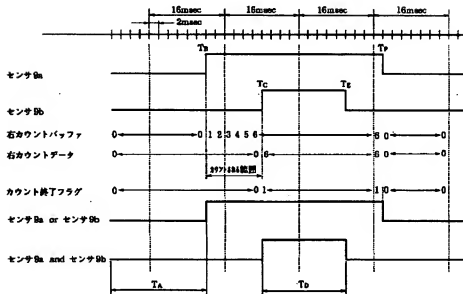 16msec 16msec 16msec 16msec
2msec
TB TF
センサ9a
TC TE
センサ9b
右カウントバッファ 0 0 1 2 3 4 5 6 6 0 0
右カウントデータ 0 0 6 6 0 0
カウント終了フラグ 0 0 1 1 0 0
センサ9a or センサ9b
センサ9a and センサ9b
TA TD